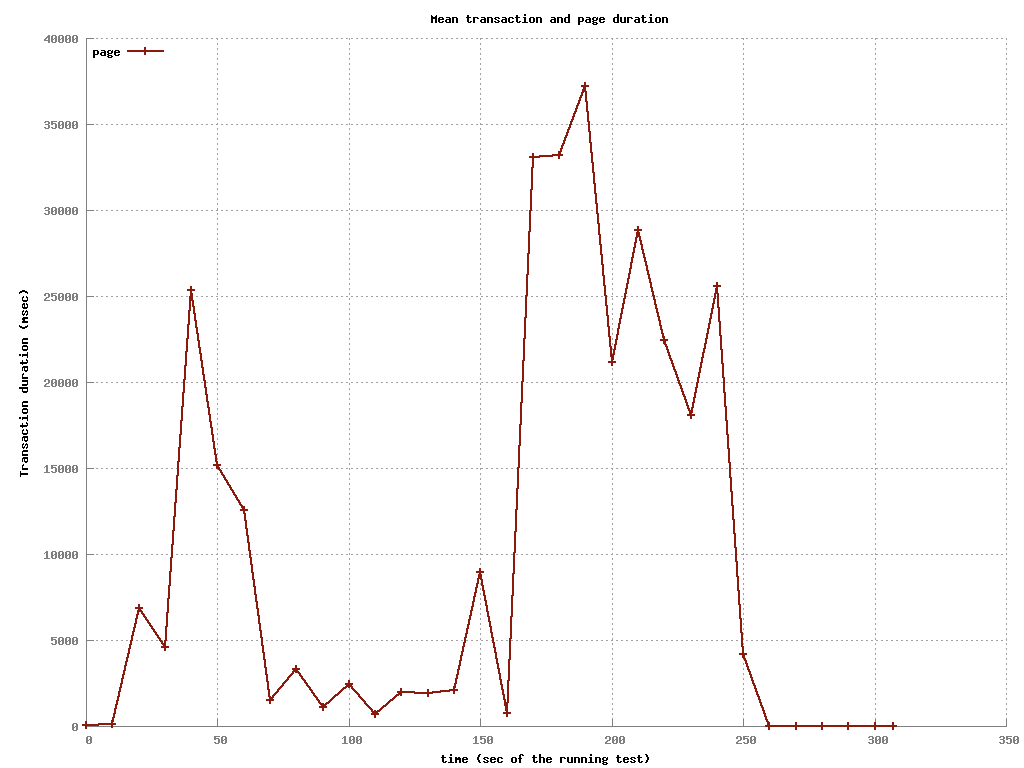 Mean transaction and page duration
40000
page
35000
30000
25000
20000
15000
10000
5000
0
Transaction duration (msec)
0 50 100 150 200 250 300 350
time (sec of the running test)